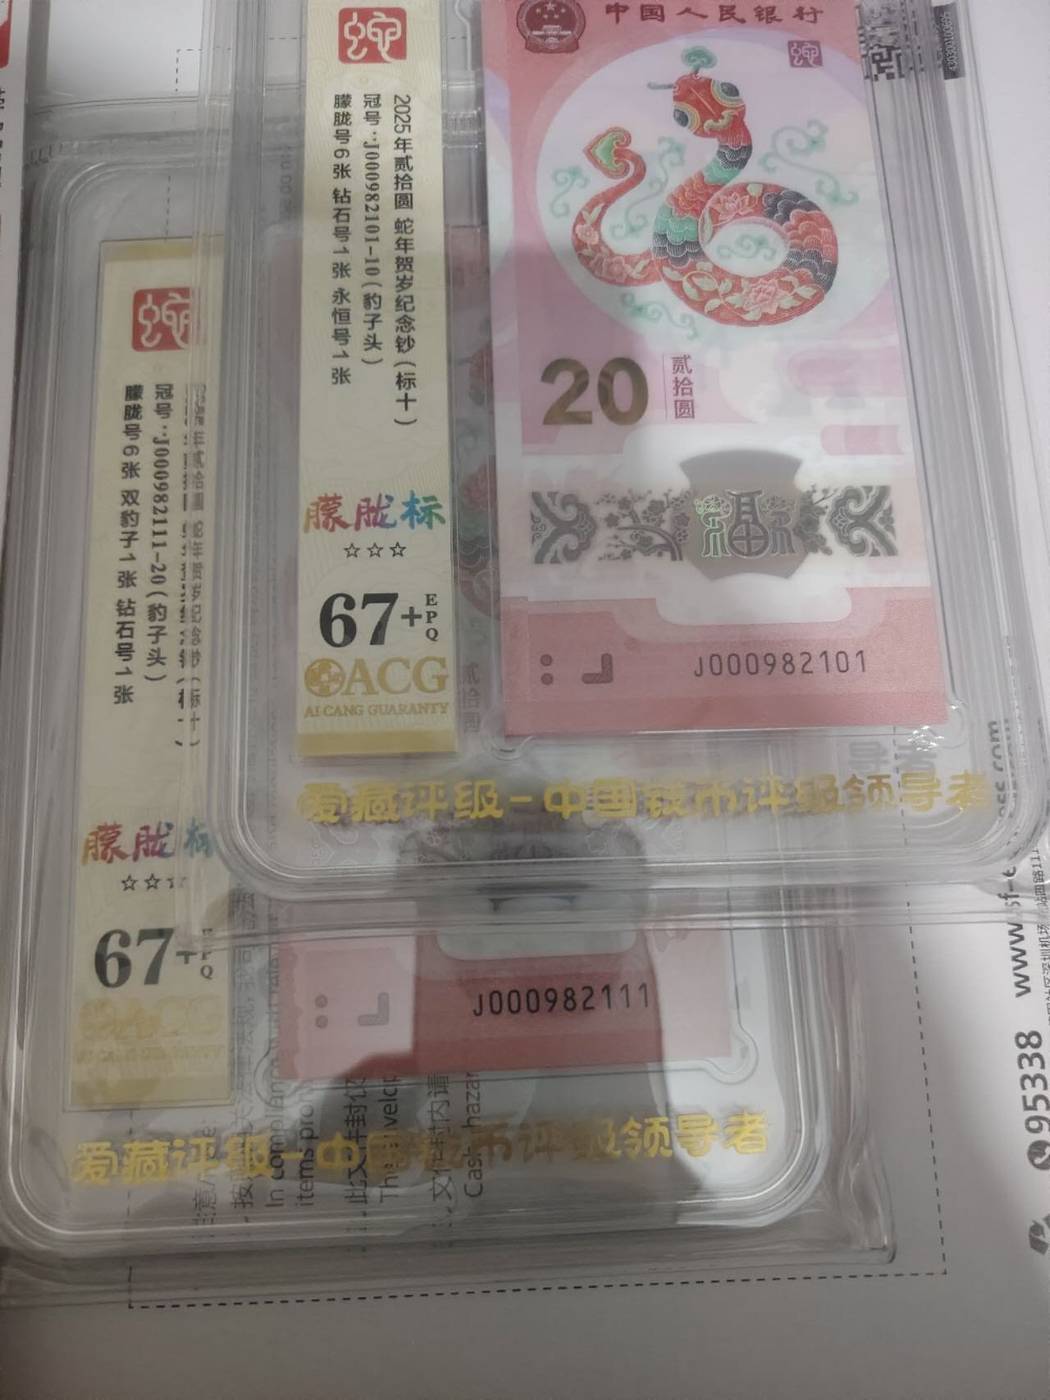 中国人民银行
2025年贰拾圆 蛇年贺岁纪念钞(标十)
冠号:J000982101-10(豹子头)
朦胧号6张 钻石号1张 永恒号1张
朦胧标
☆☆☆
67+EPQ
ACG
AI CANG GUARANTY
20
贰拾圆
福
J000982101
爱藏评级-中国钱币评级领导者
冠号:J000982111-20(豹子头)
朦胧号6张 双豹子1张 钻石号1张
朦胧标
☆☆☆
67+
J000982111
爱藏评级-中国钱币评级领导者
In compliance
items
95338